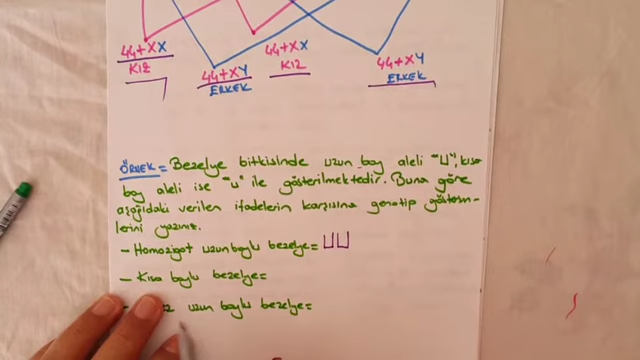 44+XX
KIZ
44+XY
ERKEK
44+XX
KIZ
44+XY
ERKEK
ÖRNEK= Bezelye bitkisinde uzun boy aleli "U", kısa
boy aleli ise "u" ile gösterilmektedir. Buna göre
aşağıdaki verilen ifadelerin karşısına genotip gösterim-
lerini yazınız.
- Homozigot uzun boylu bezelye= UU
- Kısa boylu bezelye=
uzun boylu bezelye=